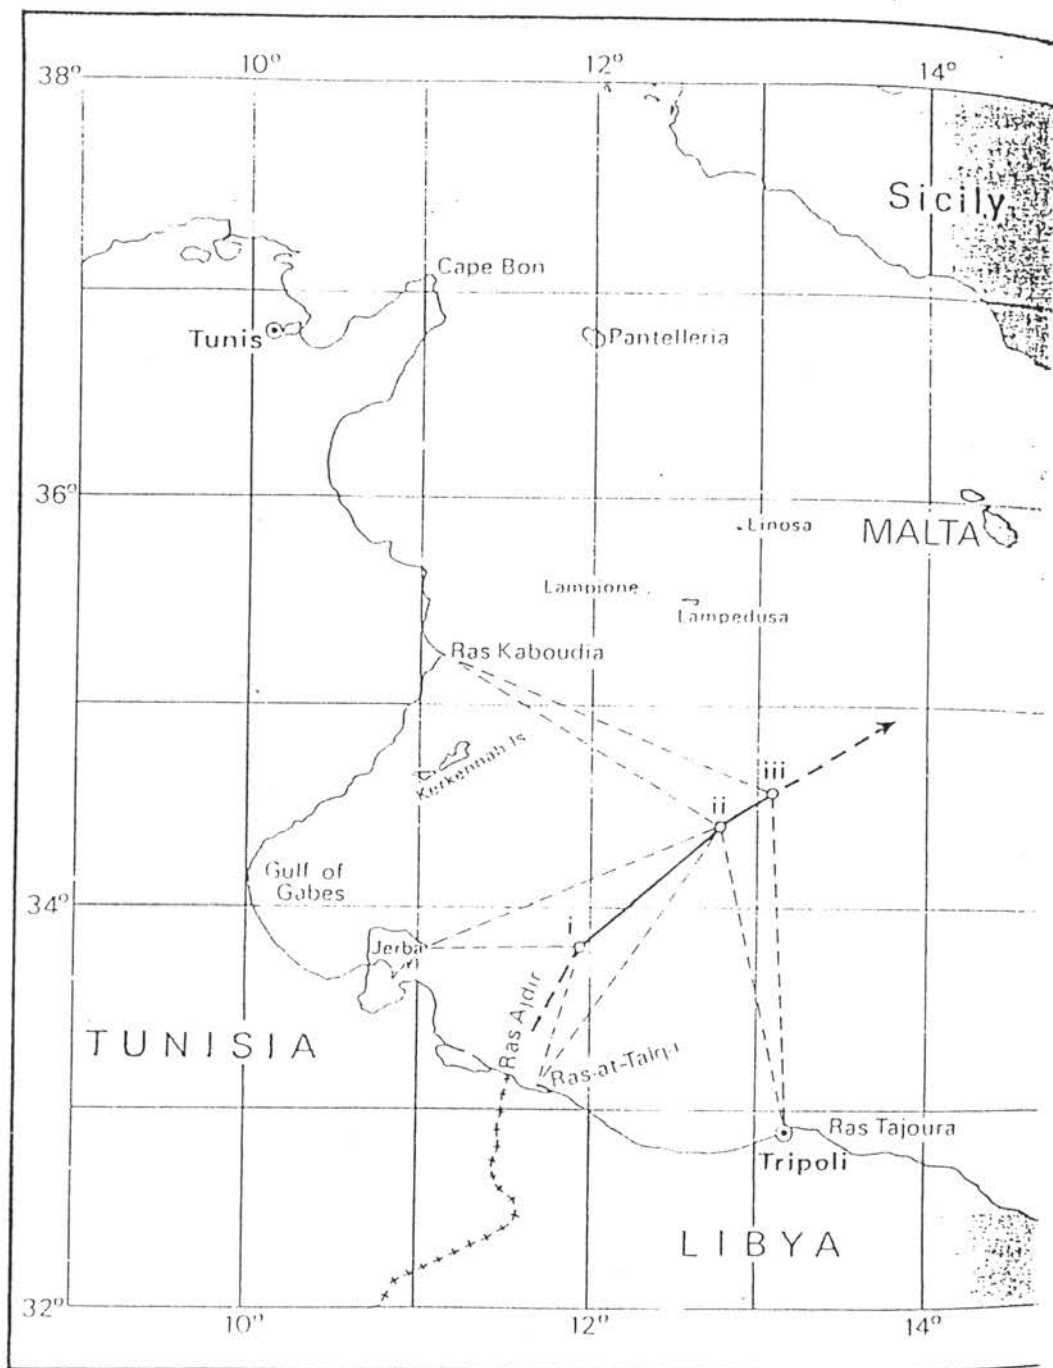 10°
12°
14°
38°
Sicily
Cape Bon
Tunis
Pantelleria
36°
Linosa
MALTA
Lampione
Lampedusa
Ras Kaboudia
iii
Kerkennah Is
ii
Gulf of
Gabes
34°
i
Jerba
Ras Ajdir
TUNISIA
Ras-at-Talqa
Ras Tajoura
Tripoli
LIBYA
32°
10°
12°
14°